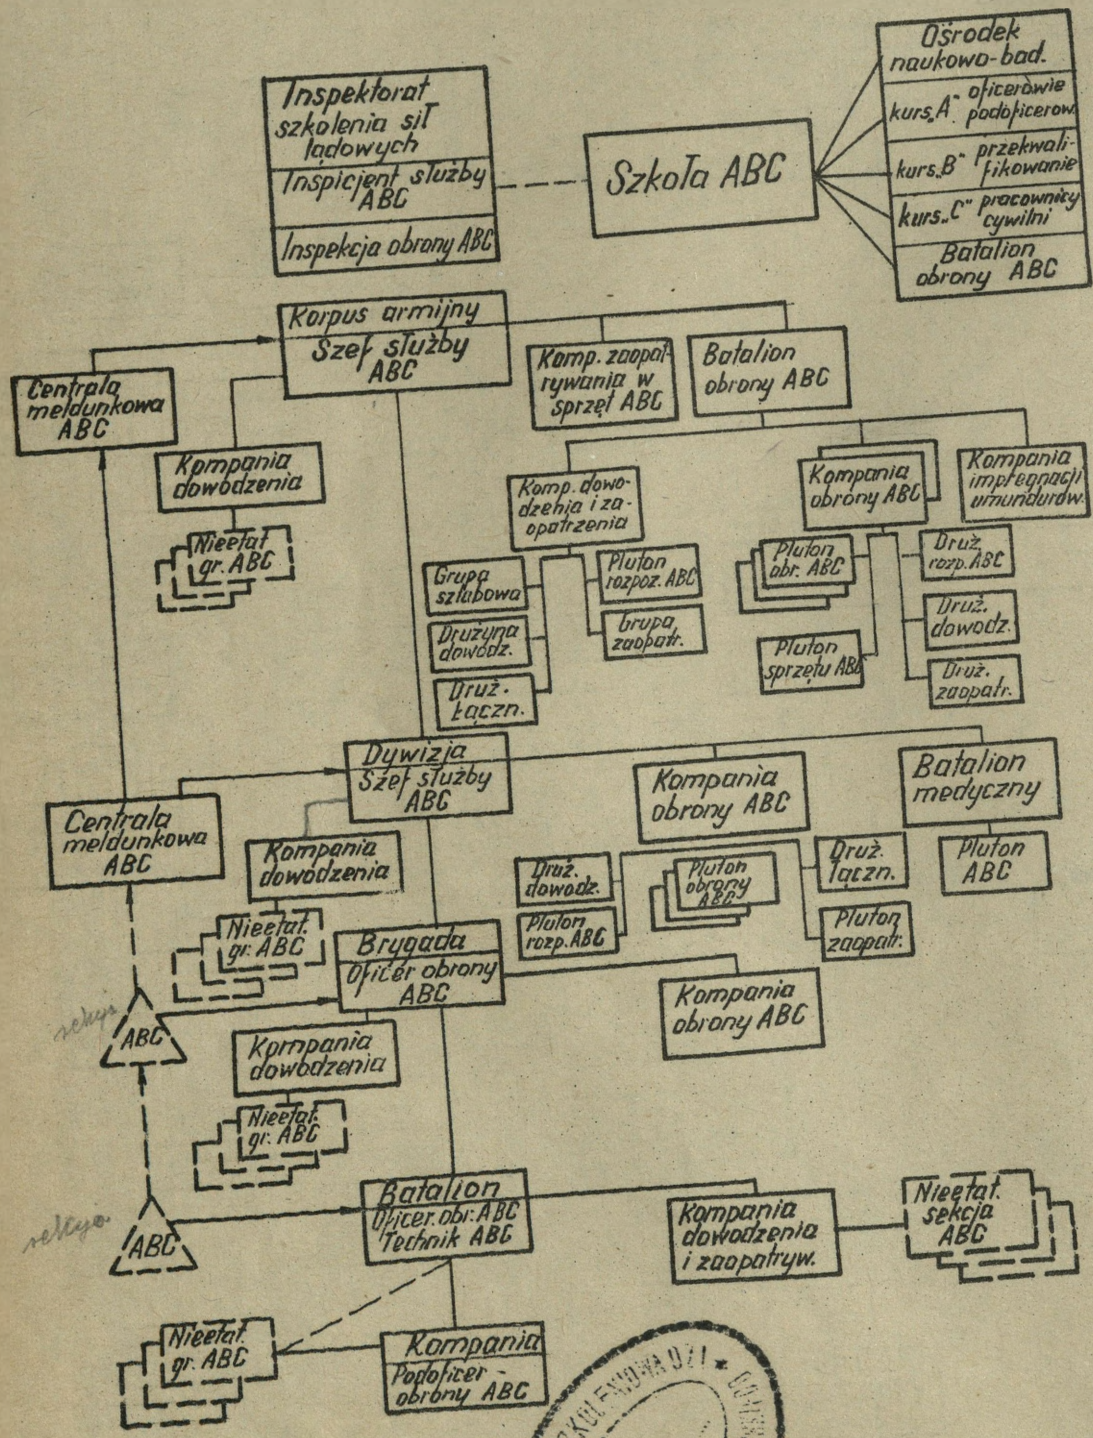 Inspektorat
szkolenia sił
lądowych
Inspicjent służby
ABC
Inspekcja obrony ABC
Szkoła ABC
Ośrodek
naukowo-bad.
kurs „A” oficerówie
podoficerow.
kurs „B” przekwali-
fikowanie
kurs „C” pracownicy
cywilni
Batalion
obrony ABC
Korpus armijny
Szef służby
ABC
Komp. zaopat-
rywania w
sprzęt ABC
Batalion
obrony ABC
Centrala
meldunkowa
ABC
Kompania
dowodzenia
Nieetat.
gr. ABC
Komp. dowo-
dzenia i za-
opatrzenia
Kompania
obrony ABC
Kompania
impregnacji
umundurów.
Grupa
sztabowa
Drużyna
dowódz.
Druż.
łączn.
Pluton
rozpoz. ABC
Grupa
zaopatr.
Pluton
obr. ABC
Pluton
sprzętu ABC
Druż.
rozp. ABC
Druż.
dowodz.
Druż.
zaopatr.
Dywizja
Szef służby
ABC
Kompania
obrony ABC
Batalion
medyczny
Centrala
meldunkowa
ABC
Kompania
dowodzenia
Nieetat.
gr. ABC
Druż.
dowodz.
Pluton
rozp. ABC
Pluton
obrony
ABC
Druż.
łączn.
Pluton
zaopatr.
Pluton
ABC
Brygada
Oficer obrony
ABC
Kompania
obrony ABC
ABC
Kompania
dowodzenia
Nieetat.
gr. ABC
Batalion
Oficer obr. ABC
Technik ABC
Kompania
dowodzenia
i zaopatryw.
Nieetat.
sekcja
ABC
ABC
Nieetat.
gr. ABC
Kompania
Podoficer
obrony ABC